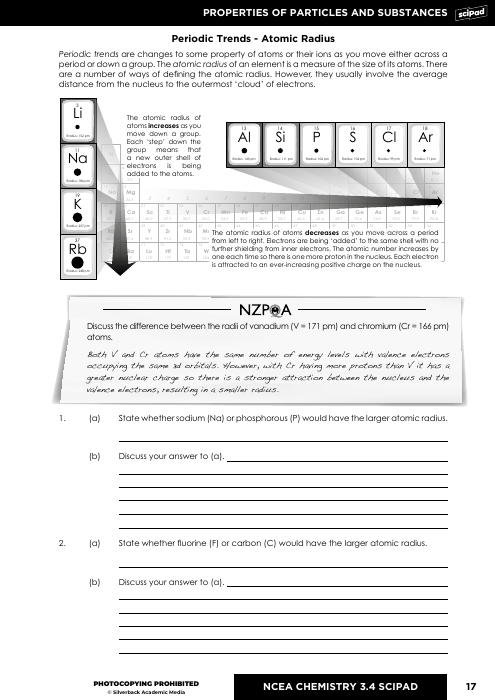 PROPERTIES OF PARTICLES AND SUBSTANCES
scipad
Periodic Trends - Atomic Radius
Periodic trends are changes to some property of atoms or their ions as you move either across a
period or down a group. The atomic radius of an element is a measure of the size of its atoms. There
are a number of ways of defining the atomic radius. However, they usually involve the average
distance from the nucleus to the outermost ‘cloud’ of electrons.
3
Li
11
Na
19
K
37
Rb
The atomic radius of
atoms increases as you
move down a group.
Each ‘step’ down the
group means that
a new outer shell of
electrons is being
added to the atoms.
13
Al
14
Si
15
P
16
S
17
Cl
18
Ar
The atomic radius of atoms decreases as you move across a period
from left to right. Electrons are being ‘added’ to the same shell with no
further shielding from inner electrons. The atomic number increases by
one each time so there is one more proton in the nucleus. Each electron
is attracted to an ever-increasing positive charge on the nucleus.
NZPQA
Discuss the difference between the radii of vanadium (V = 171 pm) and chromium (Cr = 166 pm)
atoms.
Both V and Cr atoms have the same number of energy levels with valence electrons
occupying the same 3d orbitals. However, with Cr having more protons than V it has a
greater nuclear charge so there is a stronger attraction between the nucleus and the
valence electrons, resulting in a smaller radius.
1. (a) State whether sodium (Na) or phosphorous (P) would have the larger atomic radius.
(b) Discuss your answer to (a).
2. (a) State whether fluorine (F) or carbon (C) would have the larger atomic radius.
(b) Discuss your answer to (a).
PHOTOCOPYING PROHIBITED
© Silverback Academic Media
NCEA CHEMISTRY 3.4 SCIPAD
17